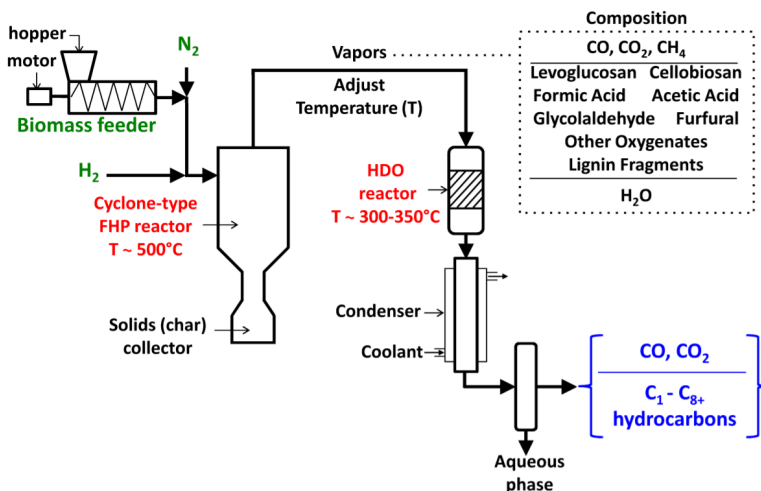 hopper
motor
Biomass feeder
N₂
H₂
Cyclone-type
FHP reactor
T ~ 500°C
Solids (char)
collector
Vapors
Adjust
Temperature (T)
HDO
reactor
T ~ 300-350°C
Condenser
Coolant
Aqueous
phase
Composition
CO, CO₂, CH₄
Levoglucosan Cellobiosan
Formic Acid Acetic Acid
Glycolaldehyde Furfural
Other Oxygenates
Lignin Fragments
H₂O
CO, CO₂
C₁ - C₈₊
hydrocarbons